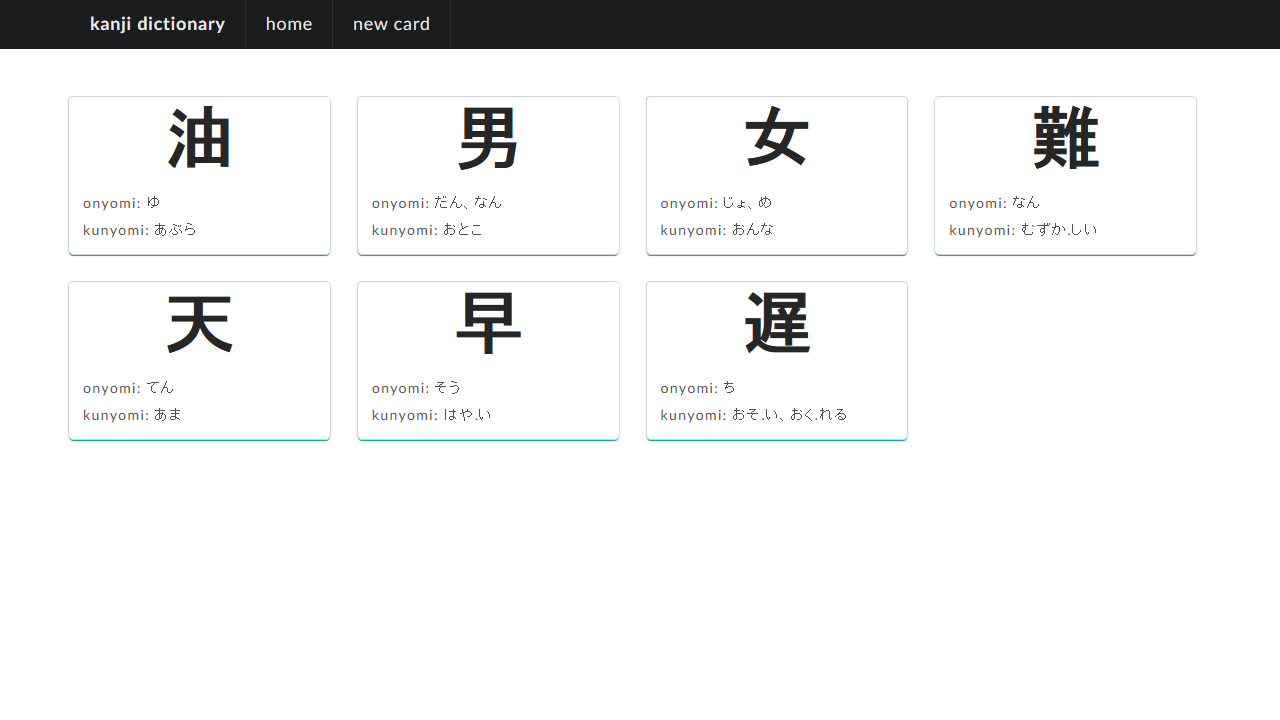 kanji dictionary home new card
油
onyomi: ゆ
kunyomi: あぶら
男
onyomi: だん、なん
kunyomi: おとこ
女
onyomi: じょ、め
kunyomi: おんな
難
onyomi: なん
kunyomi: むずか.しい
天
onyomi: てん
kunyomi: あま
早
onyomi: そう
kunyomi: はや.い
遅
onyomi: ち
kunyomi: おそ.い、おく.れる